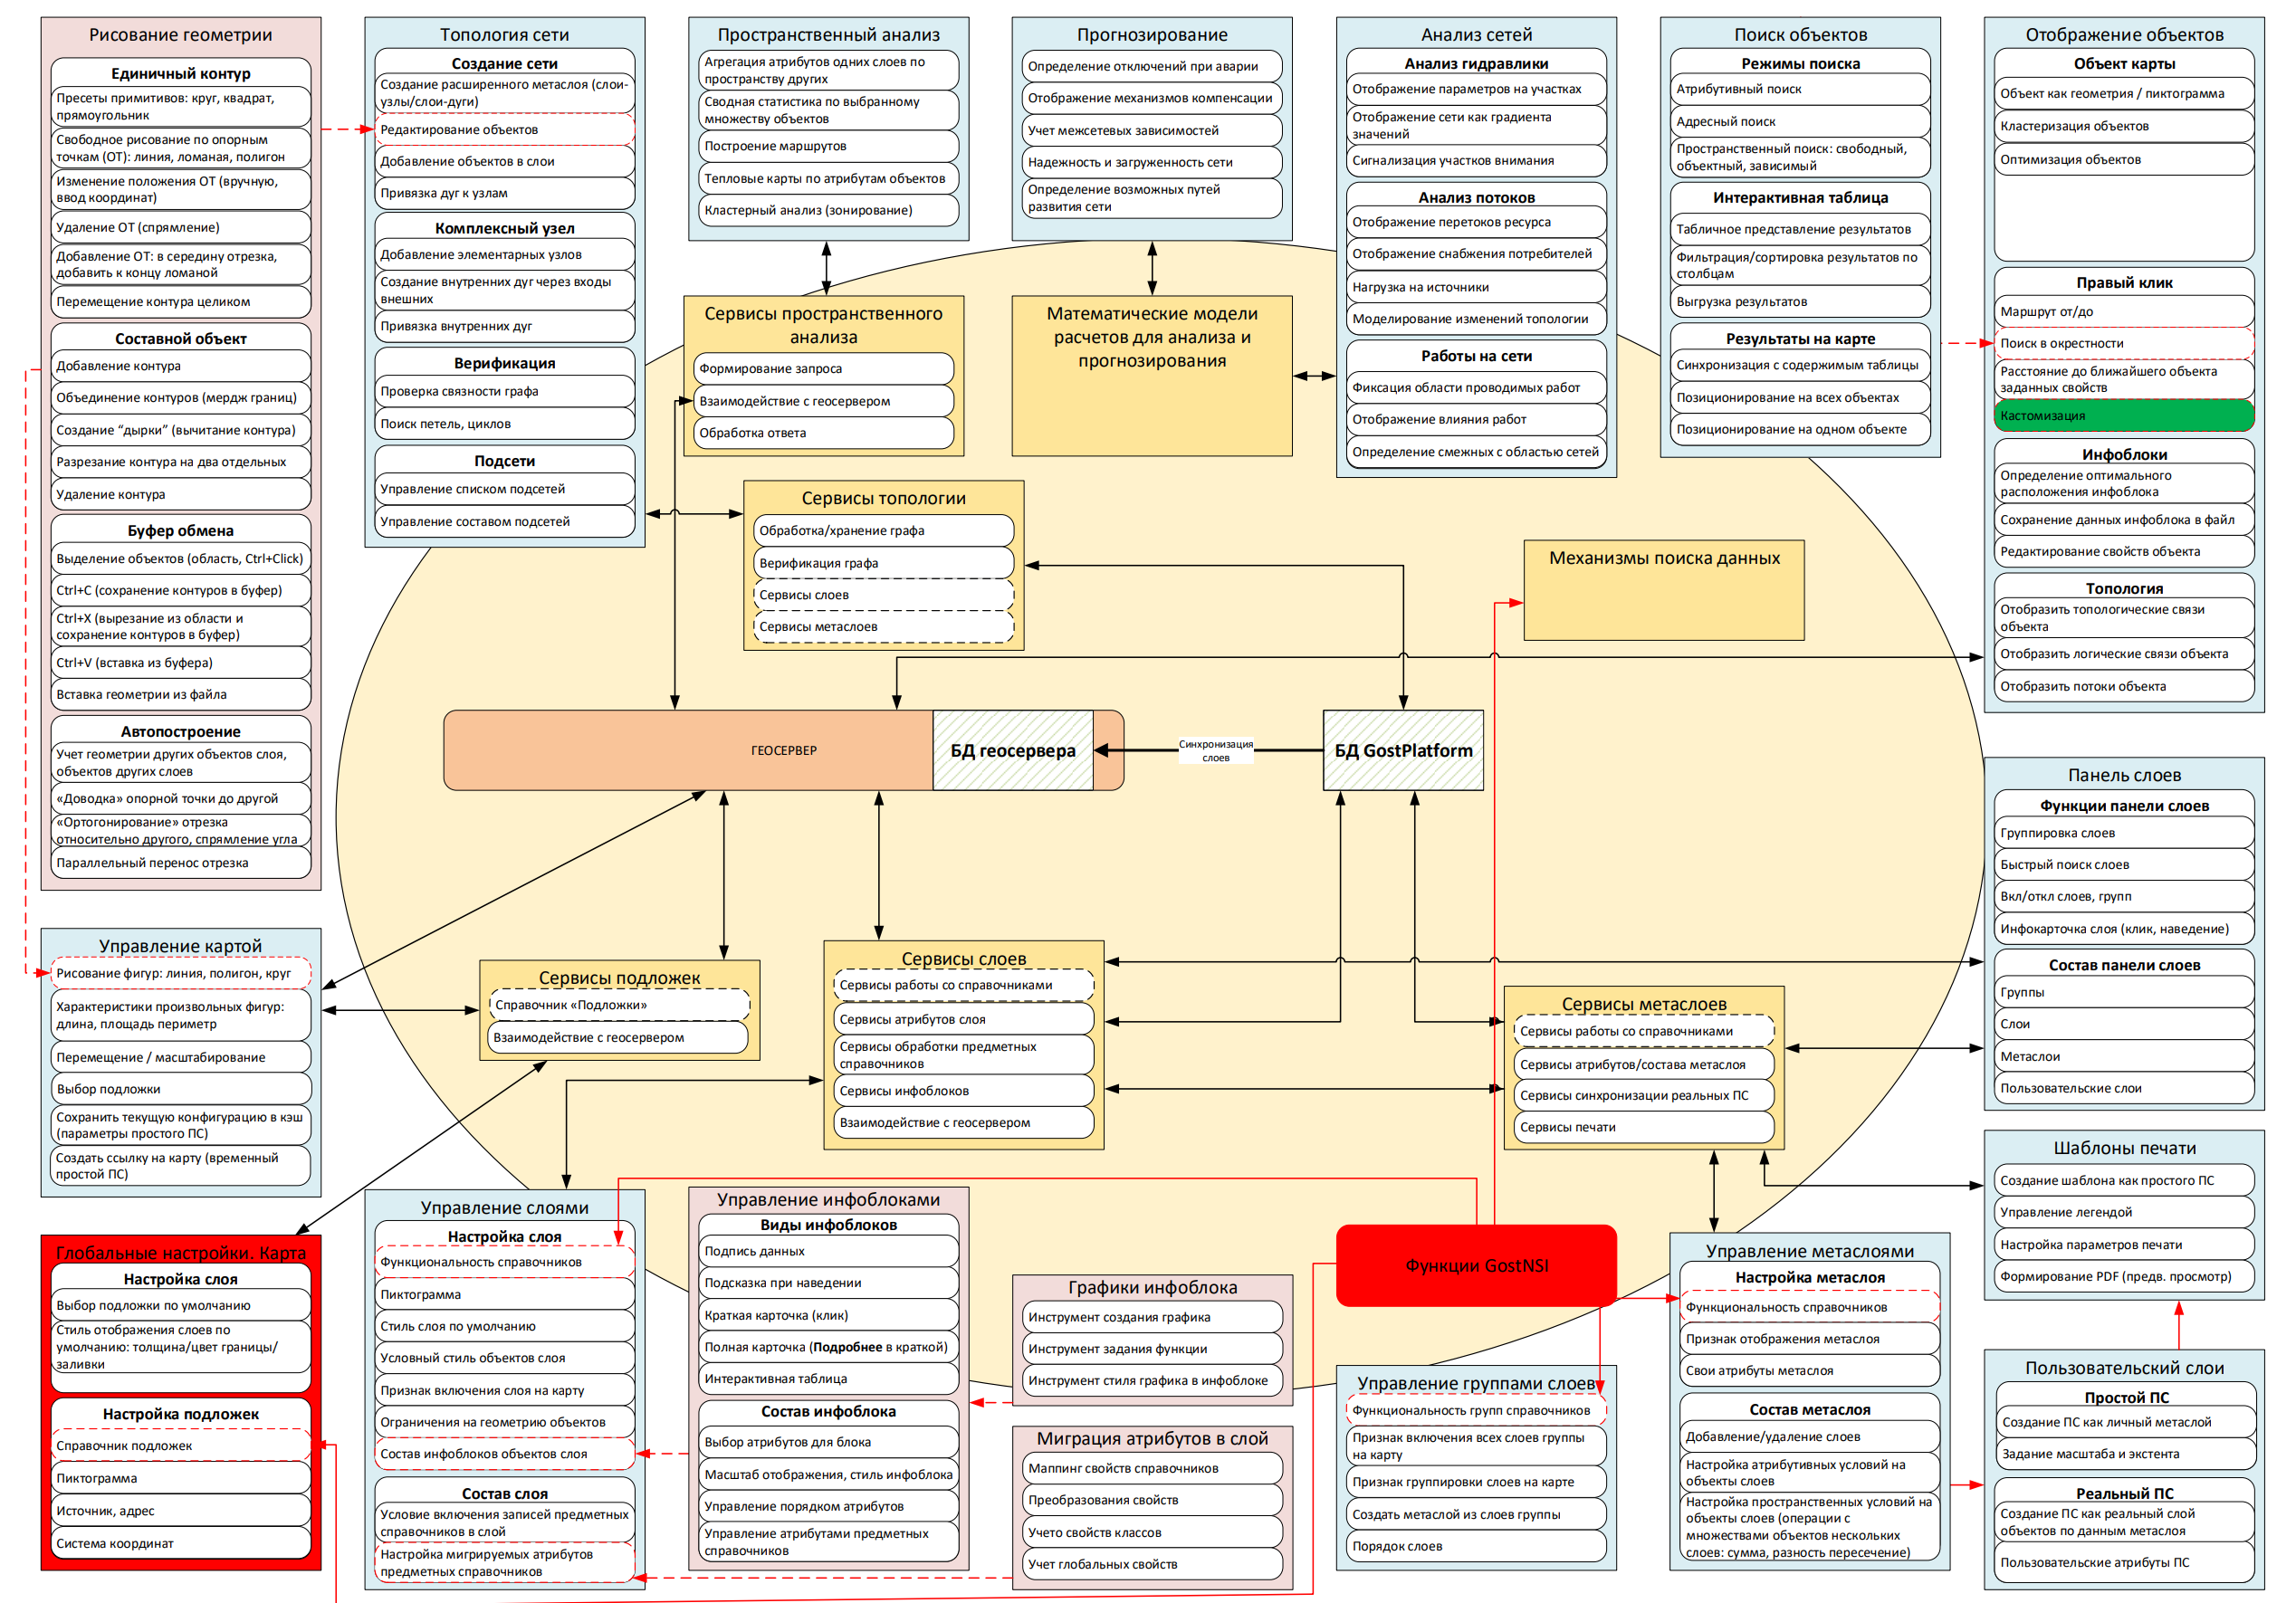 Рисование геометрии
Единичный контур
Пресеты примитивов: круг, квадрат,
прямоугольник
Свободное рисование по опорным
точкам (ОТ): линия, ломаная, полигон
Изменение положения ОТ (вручную,
ввод координат)
Удаление ОТ (спрямление)
Добавление ОТ: в середину отрезка,
добавить к концу ломаной
Перемещение контура целиком
Составной объект
Добавление контура
Объединение контуров (мердж границ)
Создание “дырки” (вычитание контура)
Разрезание контура на два отдельных
Удаление контура
Буфер обмена
Выделение объектов (область, Ctrl+Click)
Ctrl+C (сохранение контуров в буфер)
Ctrl+X (вырезание из области и
сохранение контуров в буфер)
Ctrl+V (вставка из буфера)
Вставка геометрии из файла
Автопостроение
Учет геометрии других объектов слоя,
объектов других слоев
«Доводка» опорной точки до другой
«Ортогонирование» отрезка
относительно другого, спрямление угла
Параллельный перенос отрезка
Топология сети
Создание сети
Создание расширенного метаслоя (слои-
узлы/слои-дуги)
Редактирование объектов
Добавление объектов в слои
Привязка дуг к узлам
Комплексный узел
Добавление элементарных узлов
Создание внутренних дуг через входы
внешних
Привязка внутренних дуг
Верификация
Проверка связности графа
Поиск петель, циклов
Подсети
Управление списком подсетей
Управление составом подсетей
Пространственный анализ
Агрегация атрибутов одних слоев по
пространству других
Сводная статистика по выбранному
множеству объектов
Построение маршрутов
Тепловые карты по атрибутам объектов
Кластерный анализ (зонирование)
Прогнозирование
Определение отключений при аварии
Отображение механизмов компенсации
Учет межсетевых зависимостей
Надежность и загруженность сети
Определение возможных путей
развития сети
Анализ сетей
Анализ гидравлики
Отображение параметров на участках
Отображение сети как градиента
значений
Сигнализация участков внимания
Анализ потоков
Отображение перетоков ресурса
Отображение снабжения потребителей
Нагрузка на источники
Моделирование изменений топологии
Работы на сети
Фиксация области проводимых работ
Отображение влияния работ
Определение смежных с областью сетей
Поиск объектов
Режимы поиска
Атрибутивный поиск
Адресный поиск
Пространственный поиск: свободный,
объектный, зависимый
Интерактивная таблица
Табличное представление результатов
Фильтрация/сортировка результатов по
столбцам
Выгрузка результатов
Результаты на карте
Синхронизация с содержимым таблицы
Позиционирование на всех объектах
Позиционирование на одном объекте
Отображение объектов
Объект карты
Объект как геометрия / пиктограмма
Кластеризация объектов
Оптимизация объектов
Правый клик
Маршрут от/до
Поиск в окрестности
Расстояние до ближайшего объекта
заданных свойств
Кастомизация
Инфоблоки
Определение оптимального
расположения инфоблока
Сохранение данных инфоблока в файл
Редактирование свойств объекта
Топология
Отобразить топологические связи
объекта
Отобразить логические связи объекта
Отобразить потоки объекта
Сервисы пространственного
анализа
Формирование запроса
Взаимодействие с геосервером
Обработка ответа
Математические модели
расчетов для анализа и
прогнозирования
Сервисы топологии
Обработка/хранение графа
Верификация графа
Сервисы слоев
Сервисы метаслоев
Механизмы поиска данных
ГЕОСЕРВЕР
БД геосервера
Синхронизация
слоев
БД GostPlatform
Панель слоев
Функции панели слоев
Группировка слоев
Быстрый поиск слоев
Вкл/откл слоев, групп
Инфокарточка слоя (клик, наведение)
Состав панели слоев
Группы
Слои
Метаслои
Пользовательские слои
Управление картой
Рисование фигур: линия, полигон, круг
Характеристики произвольных фигур:
длина, площадь периметр
Перемещение / масштабирование
Выбор подложки
Сохранить текущую конфигурацию в кэш
(параметры простого ПС)
Создать ссылку на карту (временный
простой ПС)
Сервисы подложек
Справочник «Подложки»
Взаимодействие с геосервером
Сервисы слоев
Сервисы работы со справочниками
Сервисы атрибутов слоя
Сервисы обработки предметных
справочников
Сервисы инфоблоков
Взаимодействие с геосервером
Сервисы метаслоев
Сервисы работы со справочниками
Сервисы атрибутов/состава метаслоя
Сервисы синхронизации реальных ПС
Сервисы печати
Шаблоны печати
Создание шаблона как простого ПС
Управление легендой
Настройка параметров печати
Формирование PDF (предв. просмотр)
Глобальные настройки. Карта
Настройка слоя
Выбор подложки по умолчанию
Стиль отображения слоев по
умолчанию: толщина/цвет границы/
заливки
Настройка подложек
Справочник подложек
Пиктограмма
Источник, адрес
Система координат
Управление слоями
Настройка слоя
Функциональность справочников
Пиктограмма
Стиль слоя по умолчанию
Условный стиль объектов слоя
Признак включения слоя на карту
Ограничения на геометрию объектов
Состав инфоблоков объектов слоя
Состав слоя
Условие включения записей предметных
справочников в слой
Настройка мигрируемых атрибутов
предметных справочников
Управление инфоблоками
Виды инфоблоков
Подпись данных
Подсказка при наведении
Краткая карточка (клик)
Полная карточка (Подробнее в краткой)
Интерактивная таблица
Состав инфоблока
Выбор атрибутов для блока
Масштаб отображения, стиль инфоблока
Управление порядком атрибутов
Управление атрибутами предметных
справочников
Графики инфоблока
Инструмент создания графика
Инструмент задания функции
Инструмент стиля графика в инфоблоке
Миграция атрибутов в слой
Маппинг свойств справочников
Преобразования свойств
Учето свойств классов
Учет глобальных свойств
Функции GostNSI
Управление группами слоев
Функциональность групп справочников
Признак включения всех слоев группы
на карту
Признак группировки слоев на карте
Создать метаслой из слоев группы
Порядок слоев
Управление метаслоями
Настройка метаслоя
Функциональность справочников
Признак отображения метаслоя
Свои атрибуты метаслоя
Состав метаслоя
Добавление/удаление слоев
Настройка атрибутивных условий на
объекты слоев
Настройка пространственных условий на
объекты слоев (операции с
множествами объектов нескольких
слоев: сумма, разность пересечение)
Пользовательский слои
Простой ПС
Создание ПС как личный метаслой
Задание масштаба и экстента
Реальный ПС
Создание ПС как реальный слой
объектов по данным метаслоя
Пользовательские атрибуты ПС